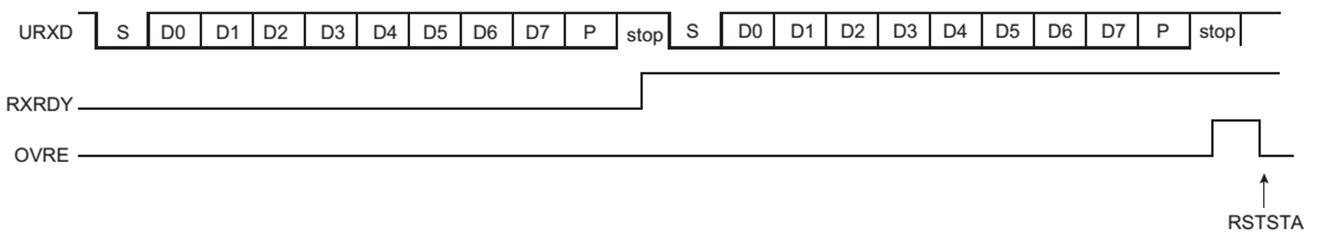 URXD S D0 D1 D2 D3 D4 D5 D6 D7 P stop S D0 D1 D2 D3 D4 D5 D6 D7 P stop
RXRDY
OVRE
RSTSTA